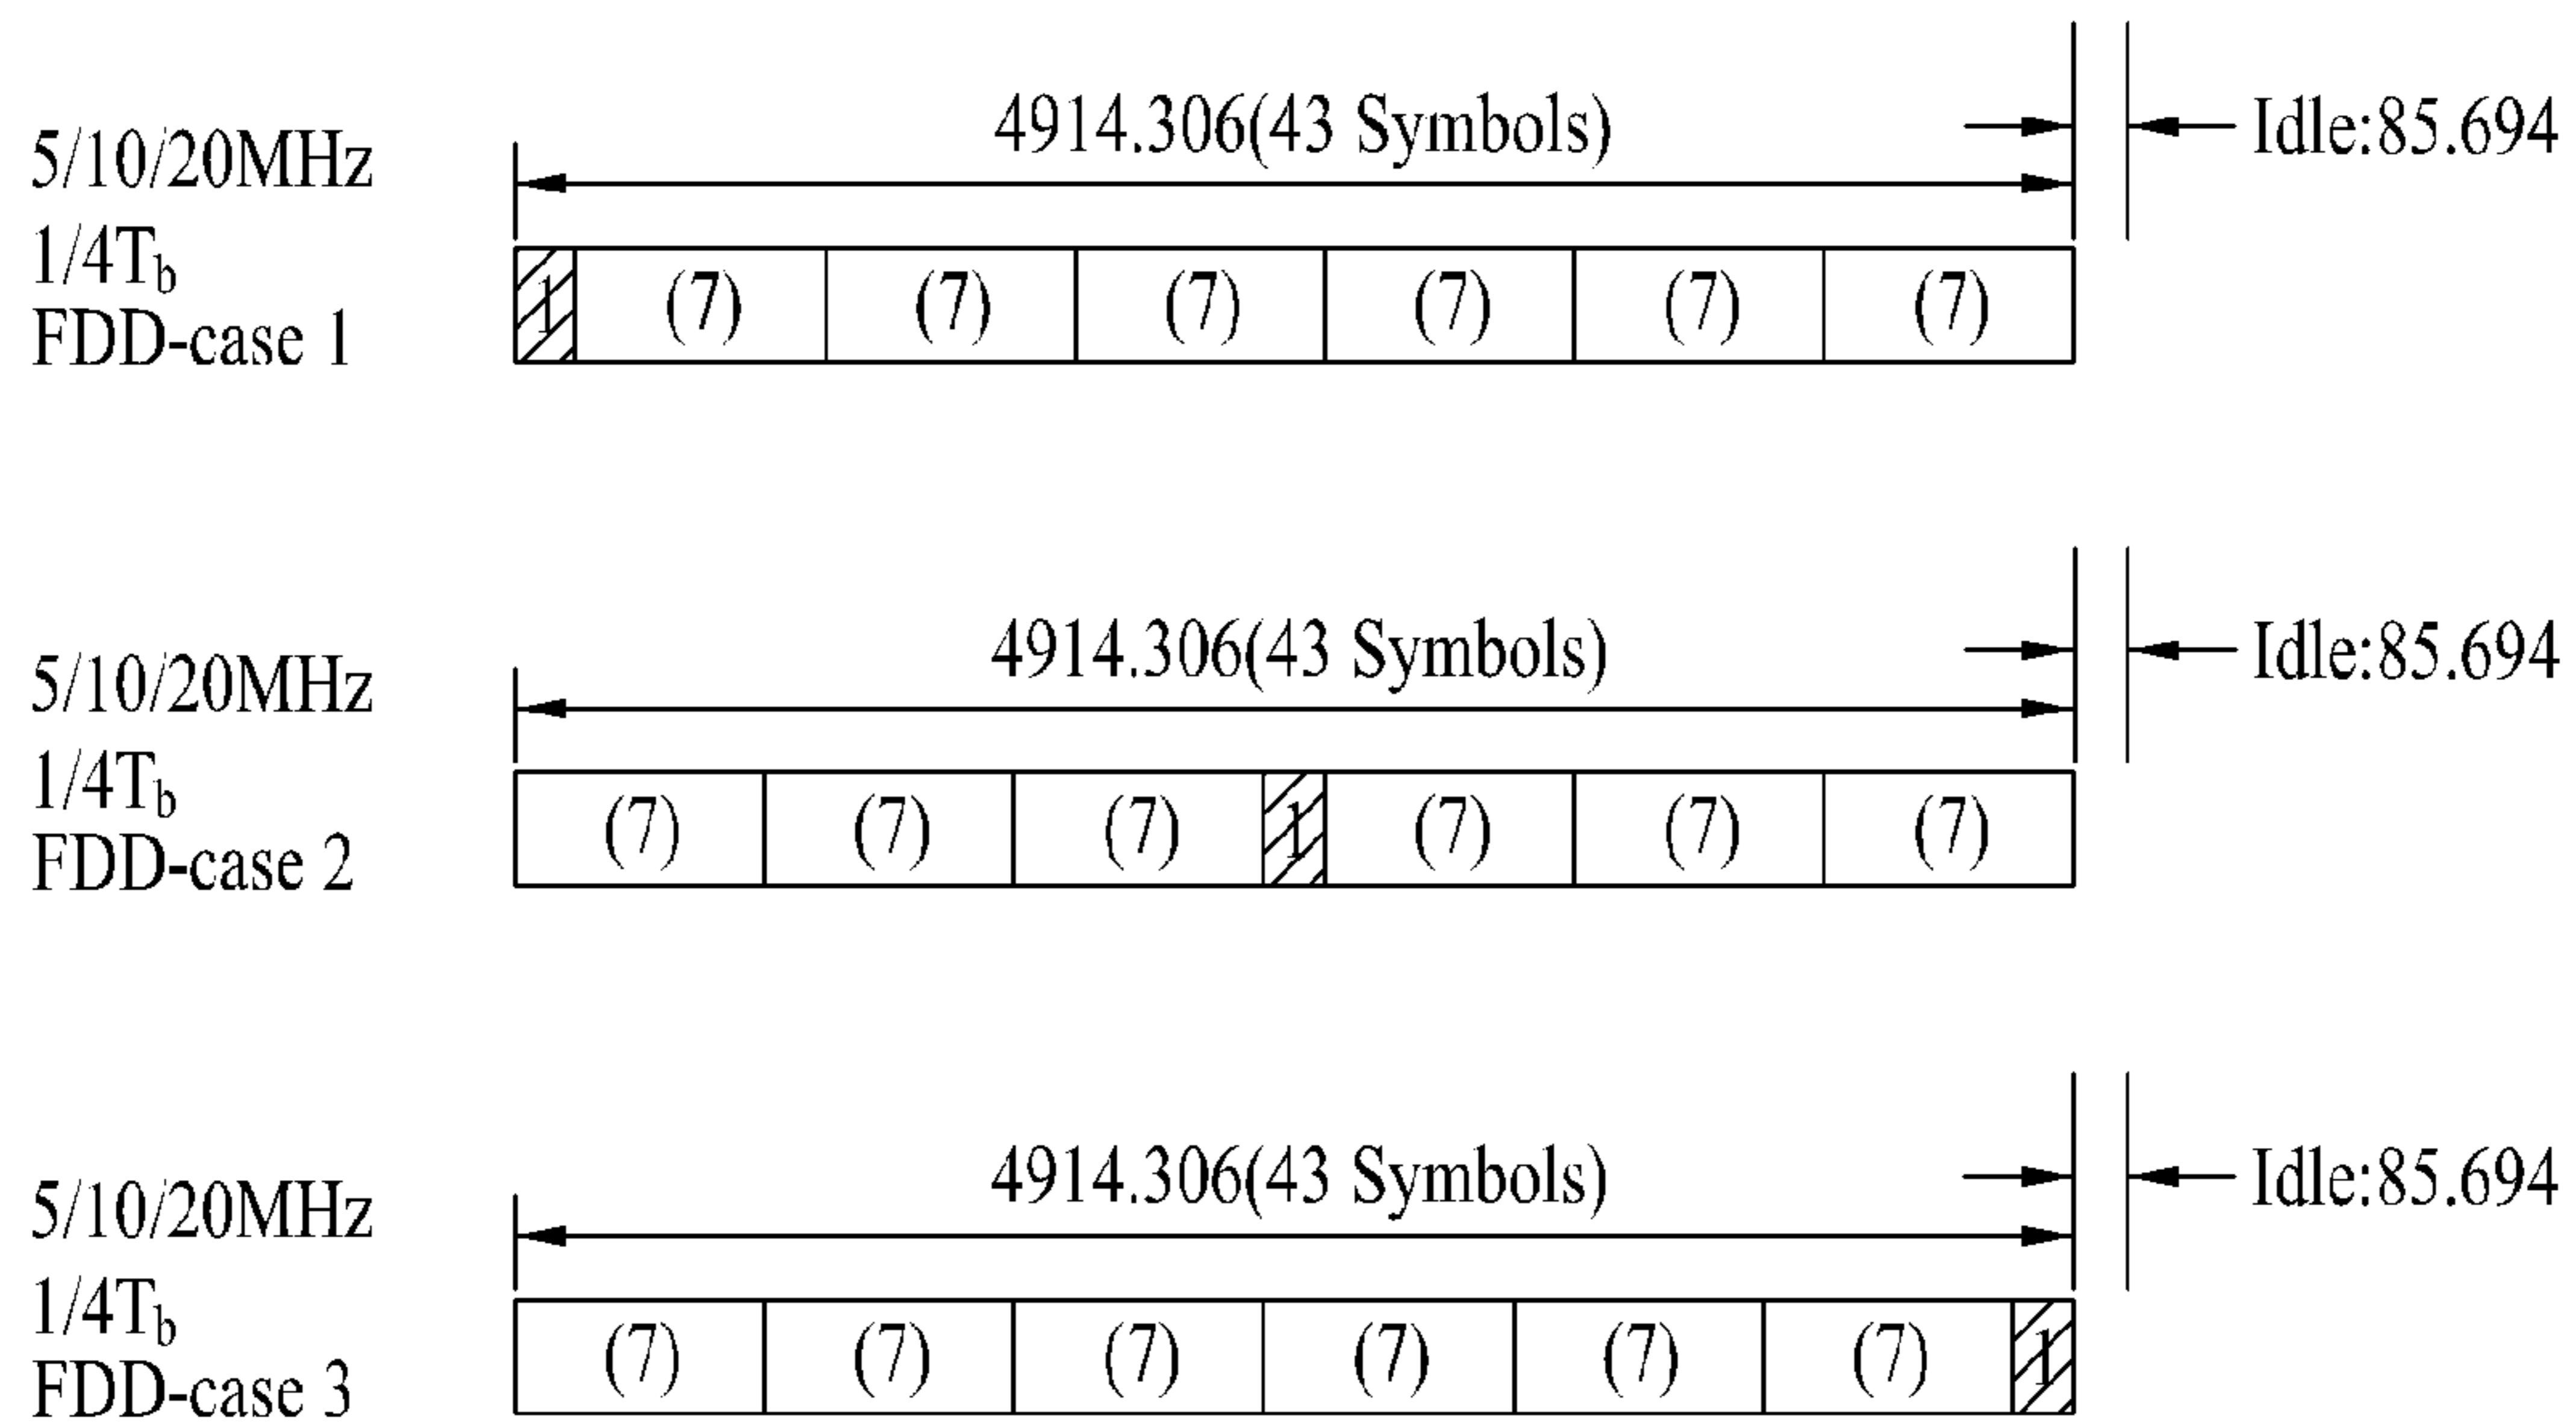 4914.306(43 Symbols)
Idle:85.694
5/10/20MHz
1/4Tb
FDD-case 1
1 (7) (7) (7) (7) (7) (7)
4914.306(43 Symbols)
Idle:85.694
5/10/20MHz
1/4Tb
FDD-case 2
(7) (7) (7) 1 (7) (7) (7)
4914.306(43 Symbols)
Idle:85.694
5/10/20MHz
1/4Tb
FDD-case 3
(7) (7) (7) (7) (7) (7) 1